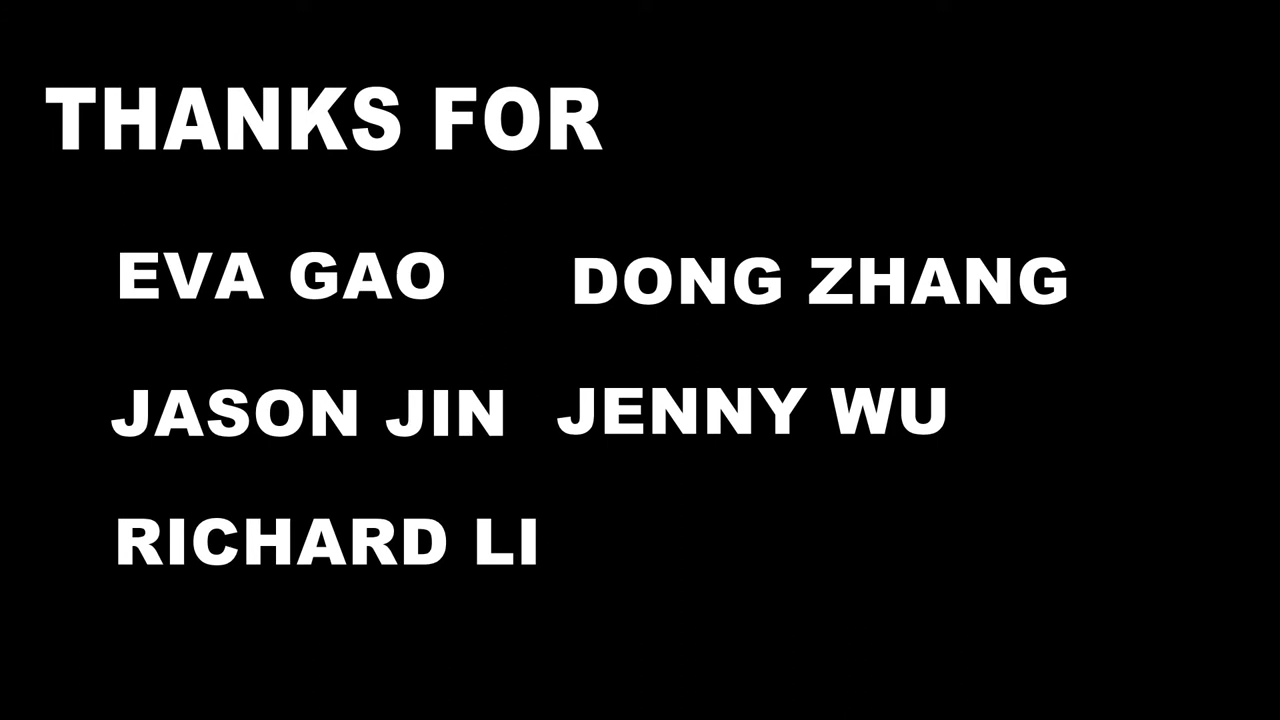 THANKS FOR
EVA GAO
DONG ZHANG
JASON JIN
JENNY WU
RICHARD LI